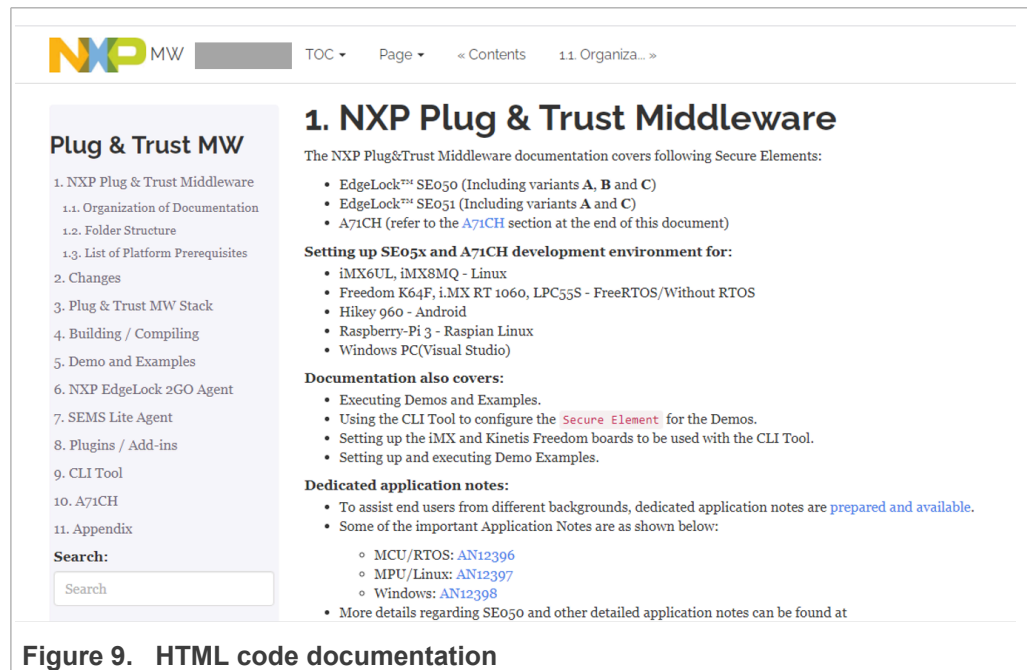 NXP MW TOC Page « Contents 1.1. Organiza... »
Plug & Trust MW
1. NXP Plug & Trust Middleware
1.1. Organization of Documentation
1.2. Folder Structure
1.3. List of Platform Prerequisites
2. Changes
3. Plug & Trust MW Stack
4. Building / Compiling
5. Demo and Examples
6. NXP EdgeLock 2GO Agent
7. SEMS Lite Agent
8. Plugins / Add-ins
9. CLI Tool
10. A71CH
11. Appendix
Search:
Search
1. NXP Plug & Trust Middleware
The NXP Plug&Trust Middleware documentation covers following Secure Elements:
• EdgeLock™ SE050 (Including variants A, B and C)
• EdgeLock™ SE051 (Including variants A and C)
• A71CH (refer to the A71CH section at the end of this document)
Setting up SE05x and A71CH development environment for:
• iMX6UL, iMX8MQ - Linux
• Freedom K64F, i.MX RT 1060, LPC55S - FreeRTOS/Without RTOS
• Hikey 960 - Android
• Raspberry-Pi 3 - Raspian Linux
• Windows PC(Visual Studio)
Documentation also covers:
• Executing Demos and Examples.
• Using the CLI Tool to configure the Secure Element for the Demos.
• Setting up the iMX and Kinetis Freedom boards to be used with the CLI Tool.
• Setting up and executing Demo Examples.
Dedicated application notes:
• To assist end users from different backgrounds, dedicated application notes are prepared and available.
• Some of the important Application Notes are as shown below:
◦ MCU/RTOS: AN12396
◦ MPU/Linux: AN12397
◦ Windows: AN12398
• More details regarding SE050 and other detailed application notes can be found at
Figure 9. HTML code documentation